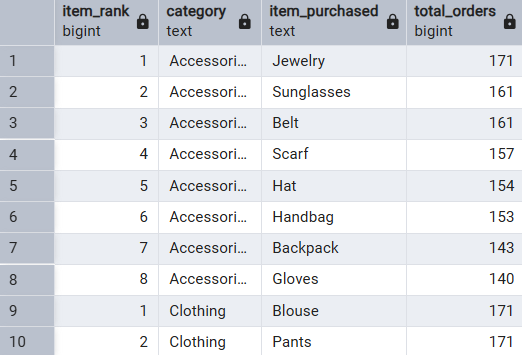 item_rank category item_purchased total_orders
bigint text text bigint
1 1 Accessori... Jewelry 171
2 2 Accessori... Sunglasses 161
3 3 Accessori... Belt 161
4 4 Accessori... Scarf 157
5 5 Accessori... Hat 154
6 6 Accessori... Handbag 153
7 7 Accessori... Backpack 143
8 8 Accessori... Gloves 140
9 1 Clothing Blouse 171
10 2 Clothing Pants 171